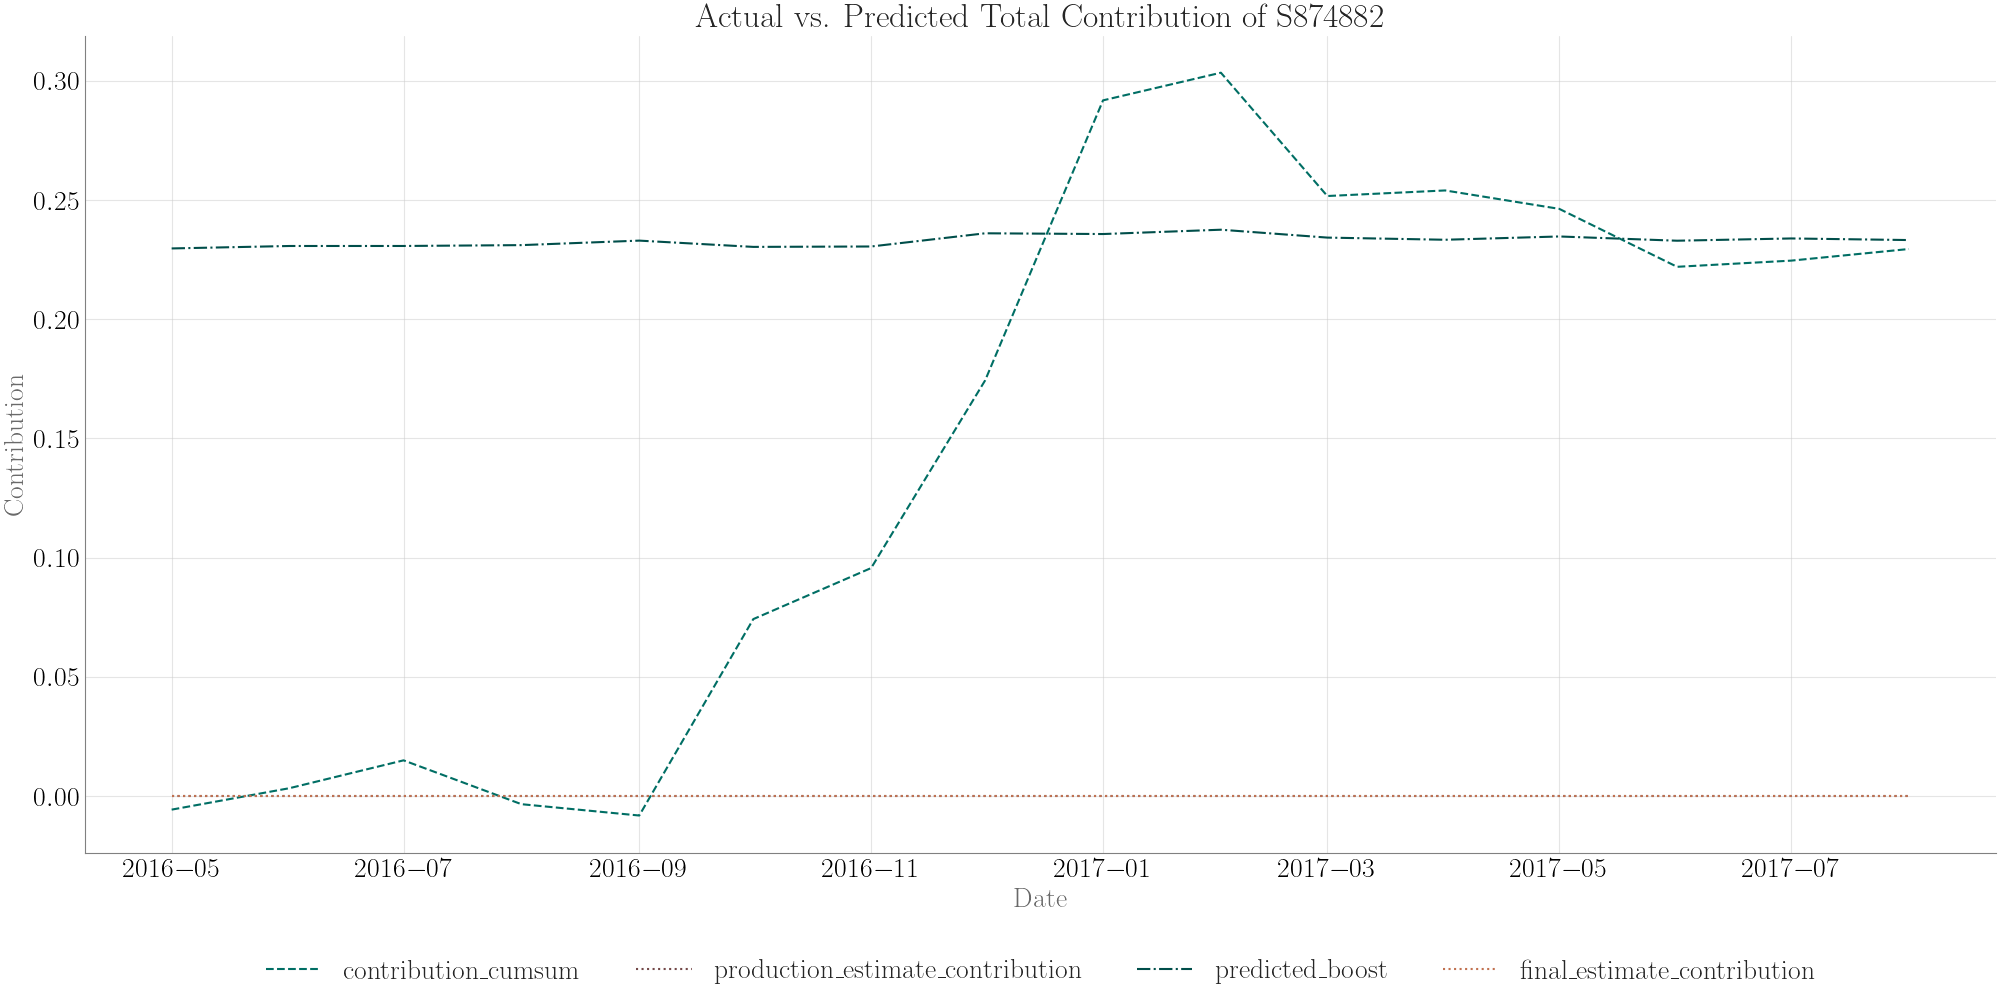 Actual vs. Predicted Total Contribution of S874882
0.30
0.25
0.20
0.15
0.10
0.05
0.00
Contribution
2016–05 2016–07 2016–09 2016–11 2017–01 2017–03 2017–05 2017–07
Date
contribution_cumsum production_estimate_contribution predicted_boost final_estimate_contribution